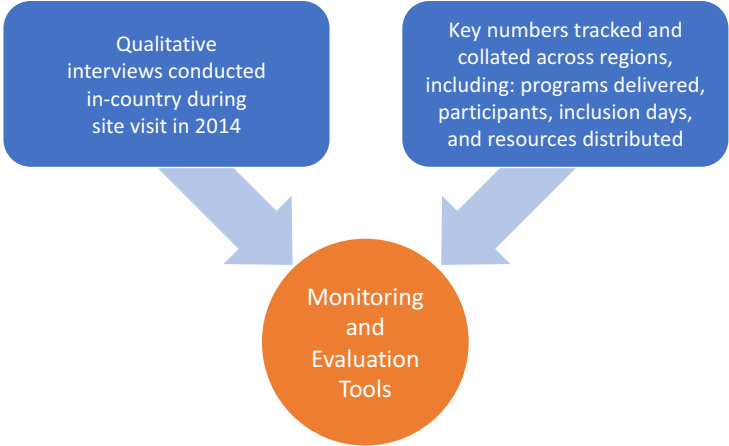 Qualitative
interviews conducted
in-country during
site visit in 2014
Key numbers tracked and
collated across regions,
including: programs delivered,
participants, inclusion days,
and resources distributed
Monitoring
and
Evaluation
Tools